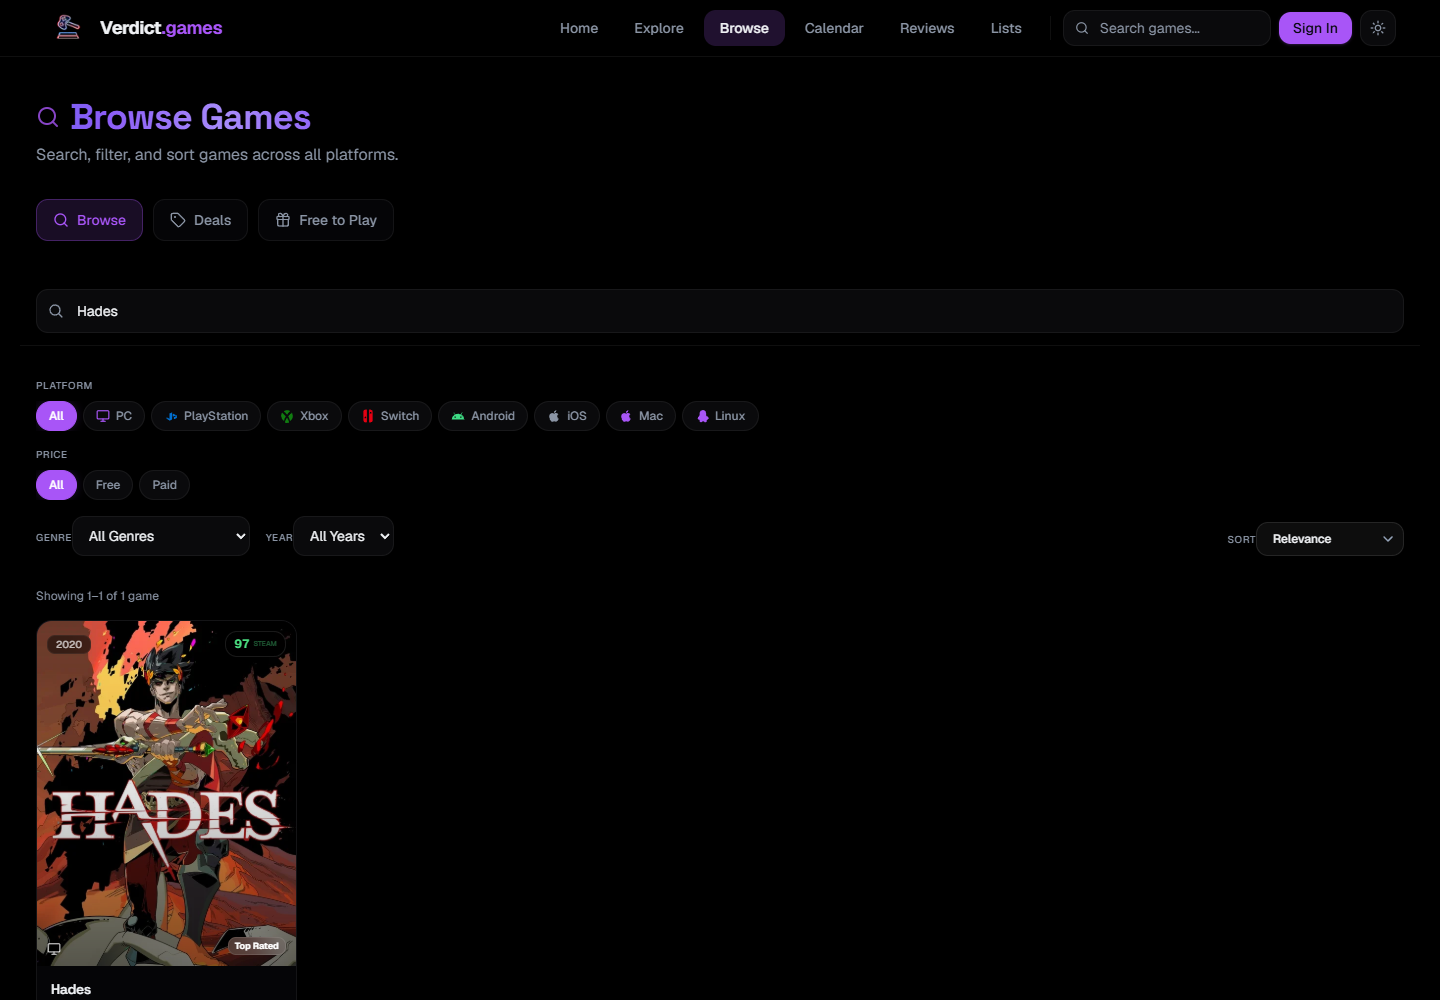 Verdict.games
Home Explore Browse Calendar Reviews Lists Search games... Sign In
Browse Games
Search, filter, and sort games across all platforms.
Browse Deals Free to Play
Hades
PLATFORM
All PC PlayStation Xbox Switch Android iOS Mac Linux
PRICE
All Free Paid
GENRE All Genres YEAR All Years SORT Relevance
Showing 1–1 of 1 game
2020 97 STEAM
HADES
Top Rated
Hades